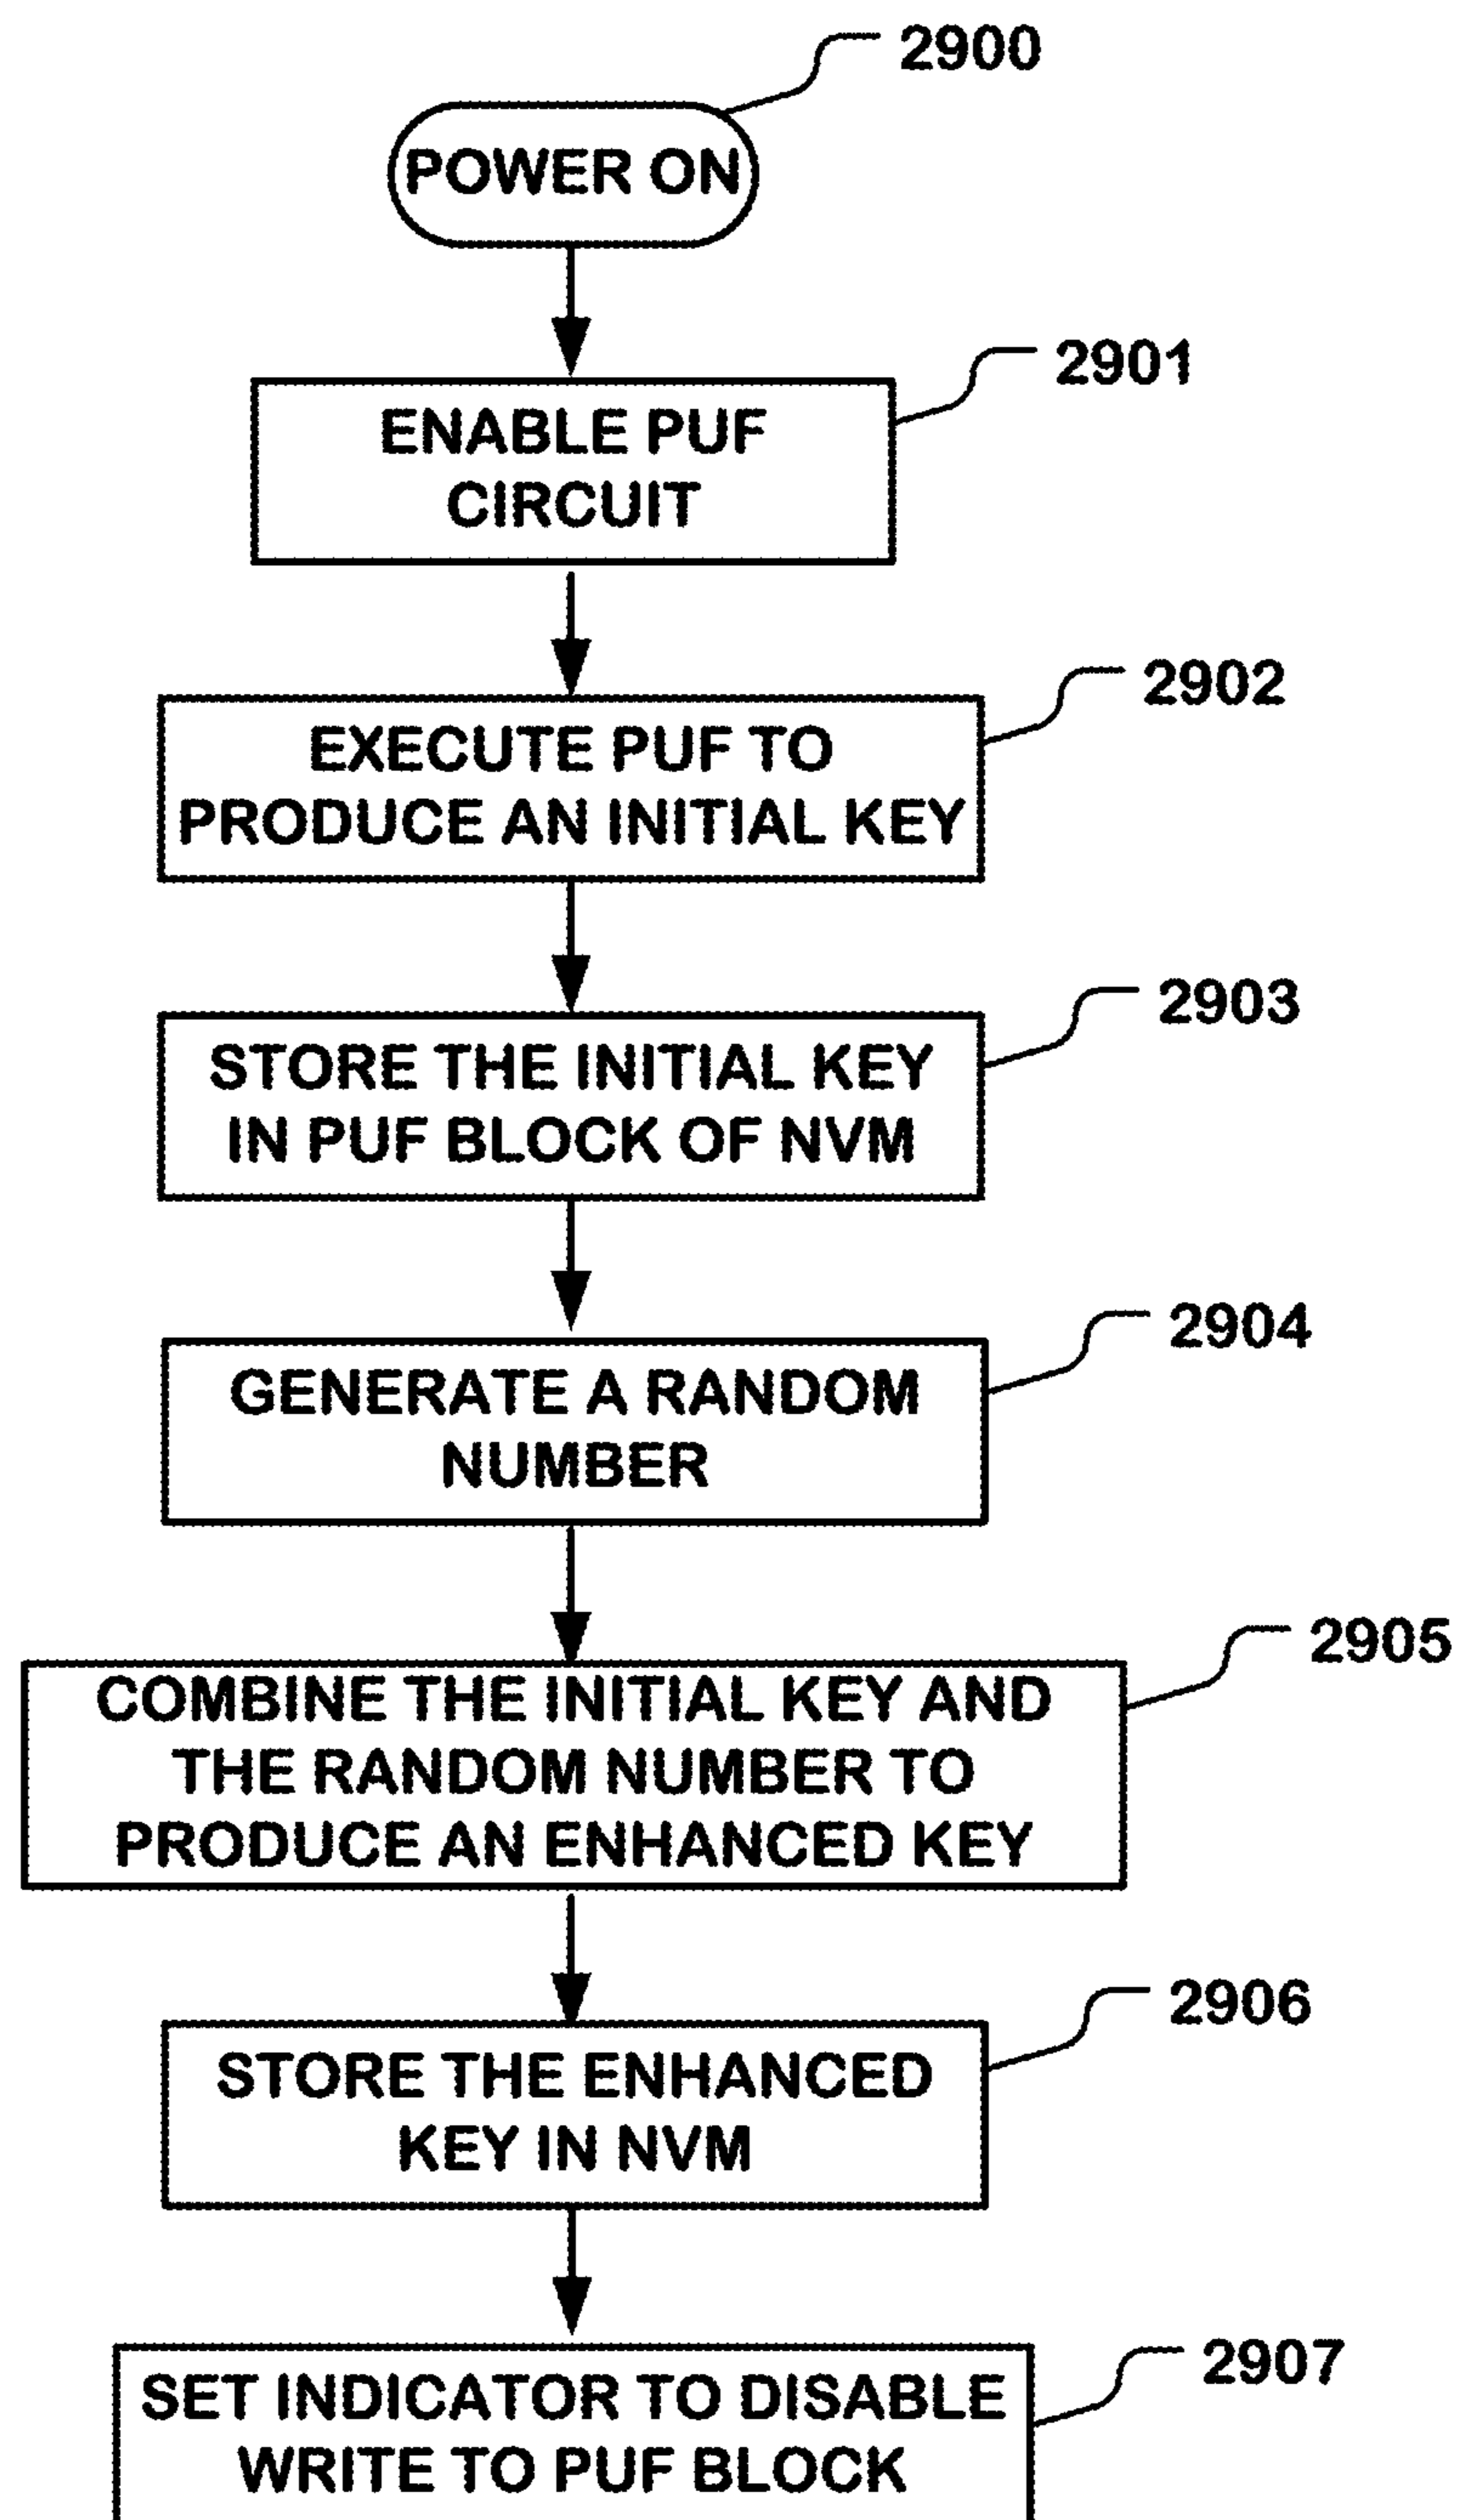 2900
POWER ON
2901
ENABLE PUF
CIRCUIT
2902
EXECUTE PUF TO
PRODUCE AN INITIAL KEY
2903
STORE THE INITIAL KEY
IN PUF BLOCK OF NVM
2904
GENERATE A RANDOM
NUMBER
2905
COMBINE THE INITIAL KEY AND
THE RANDOM NUMBER TO
PRODUCE AN ENHANCED KEY
2906
STORE THE ENHANCED
KEY IN NVM
2907
SET INDICATOR TO DISABLE
WRITE TO PUF BLOCK